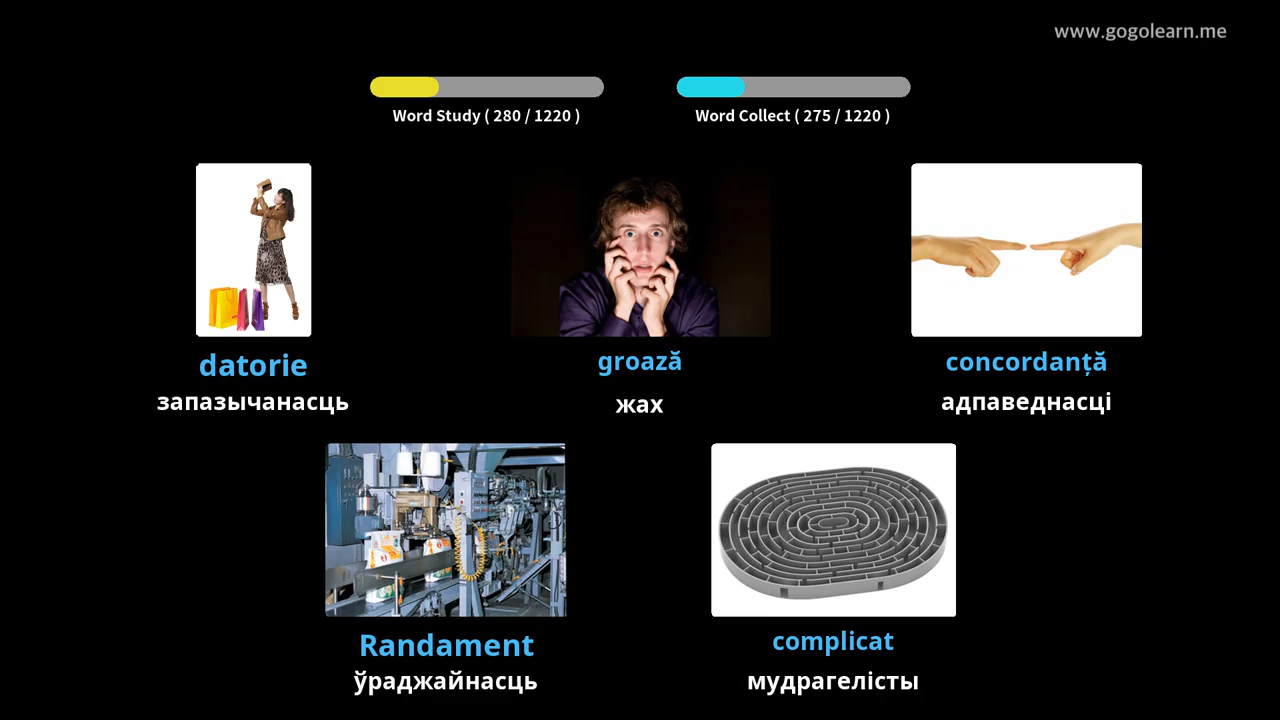 www.gogolearn.me
Word Study ( 280 / 1220 )
Word Collect ( 275 / 1220 )
datorie
запазычанасць
groază
жах
concordanță
адпаведнасці
Randament
ўраджайнасць
complicat
мудрагелісты